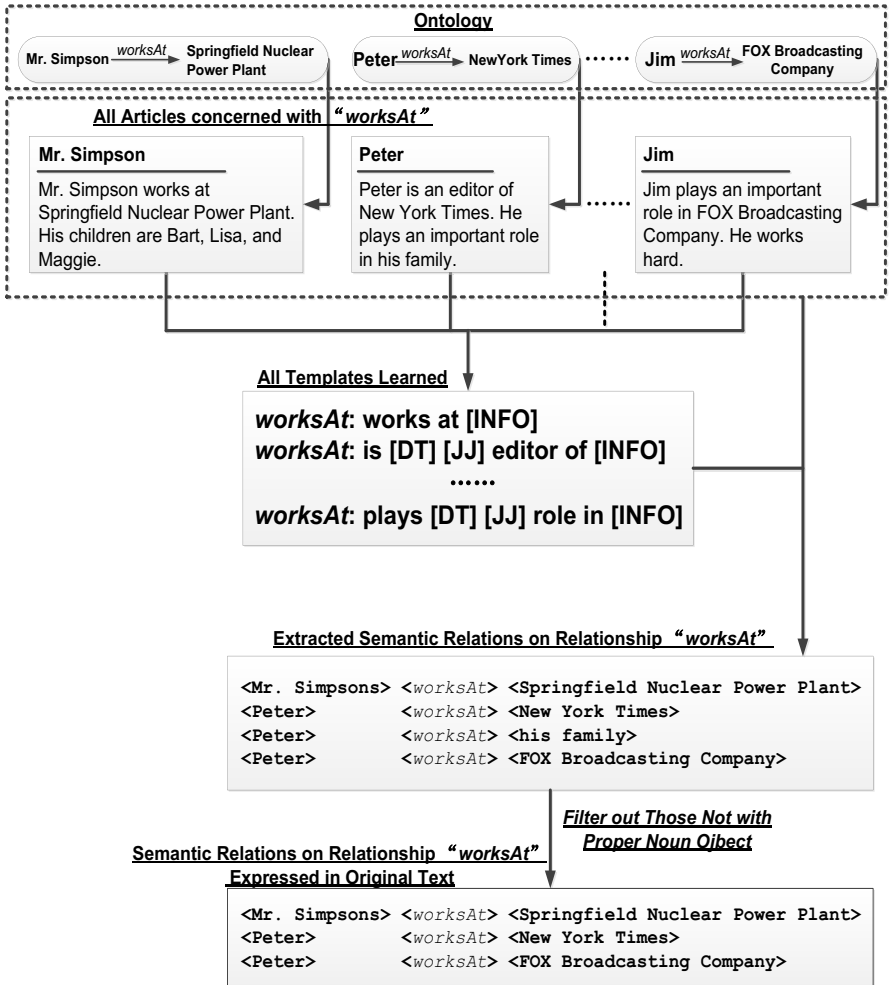 Ontology
Mr. Simpson worksAt Springfield Nuclear
Power Plant
Peter worksAt NewYork Times
······
Jim worksAt FOX Broadcasting
Company
All Articles concerned with “worksAt”
Mr. Simpson
Mr. Simpson works at
Springfield Nuclear Power Plant.
His children are Bart, Lisa, and
Maggie.
Peter
Peter is an editor of
New York Times. He
plays an important role
in his family.
······
Jim
Jim plays an important
role in FOX Broadcasting
Company. He works
hard.
All Templates Learned
worksAt: works at [INFO]
worksAt: is [DT] [JJ] editor of [INFO]
······
worksAt: plays [DT] [JJ] role in [INFO]
Extracted Semantic Relations on Relationship “worksAt”
<Mr. Simpsons> <worksAt> <Springfield Nuclear Power Plant>
<Peter> <worksAt> <New York Times>
<Peter> <worksAt> <his family>
<Peter> <worksAt> <FOX Broadcasting Company>
Filter out Those Not with
Proper Noun Ojbect
Semantic Relations on Relationship “worksAt”
Expressed in Original Text
<Mr. Simpsons> <worksAt> <Springfield Nuclear Power Plant>
<Peter> <worksAt> <New York Times>
<Peter> <worksAt> <FOX Broadcasting Company>